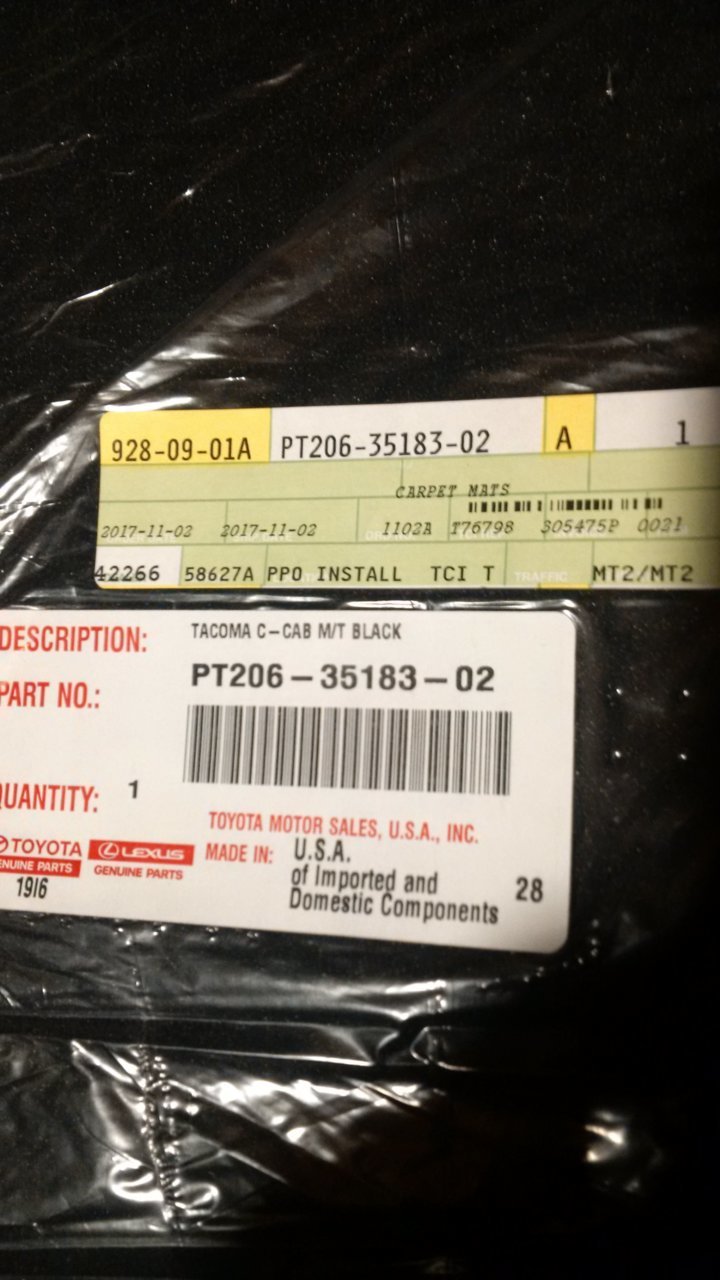 928-09-01A PT206-35183-02 A 1
CARPET MATS
2017-11-02 2017-11-02 1102A T76798 305475P 0021
42266 58627A PPO INSTALL TCI T TRAFFIC MT2/MT2
DESCRIPTION: TACOMA C-CAB M/T BLACK
PART NO.: PT206-35183-02
QUANTITY: 1
TOYOTA MOTOR SALES, U.S.A., INC.
TOYOTA LEXUS MADE IN: U.S.A.
GENUINE PARTS GENUINE PARTS of Imported and 28
19I6 Domestic Components